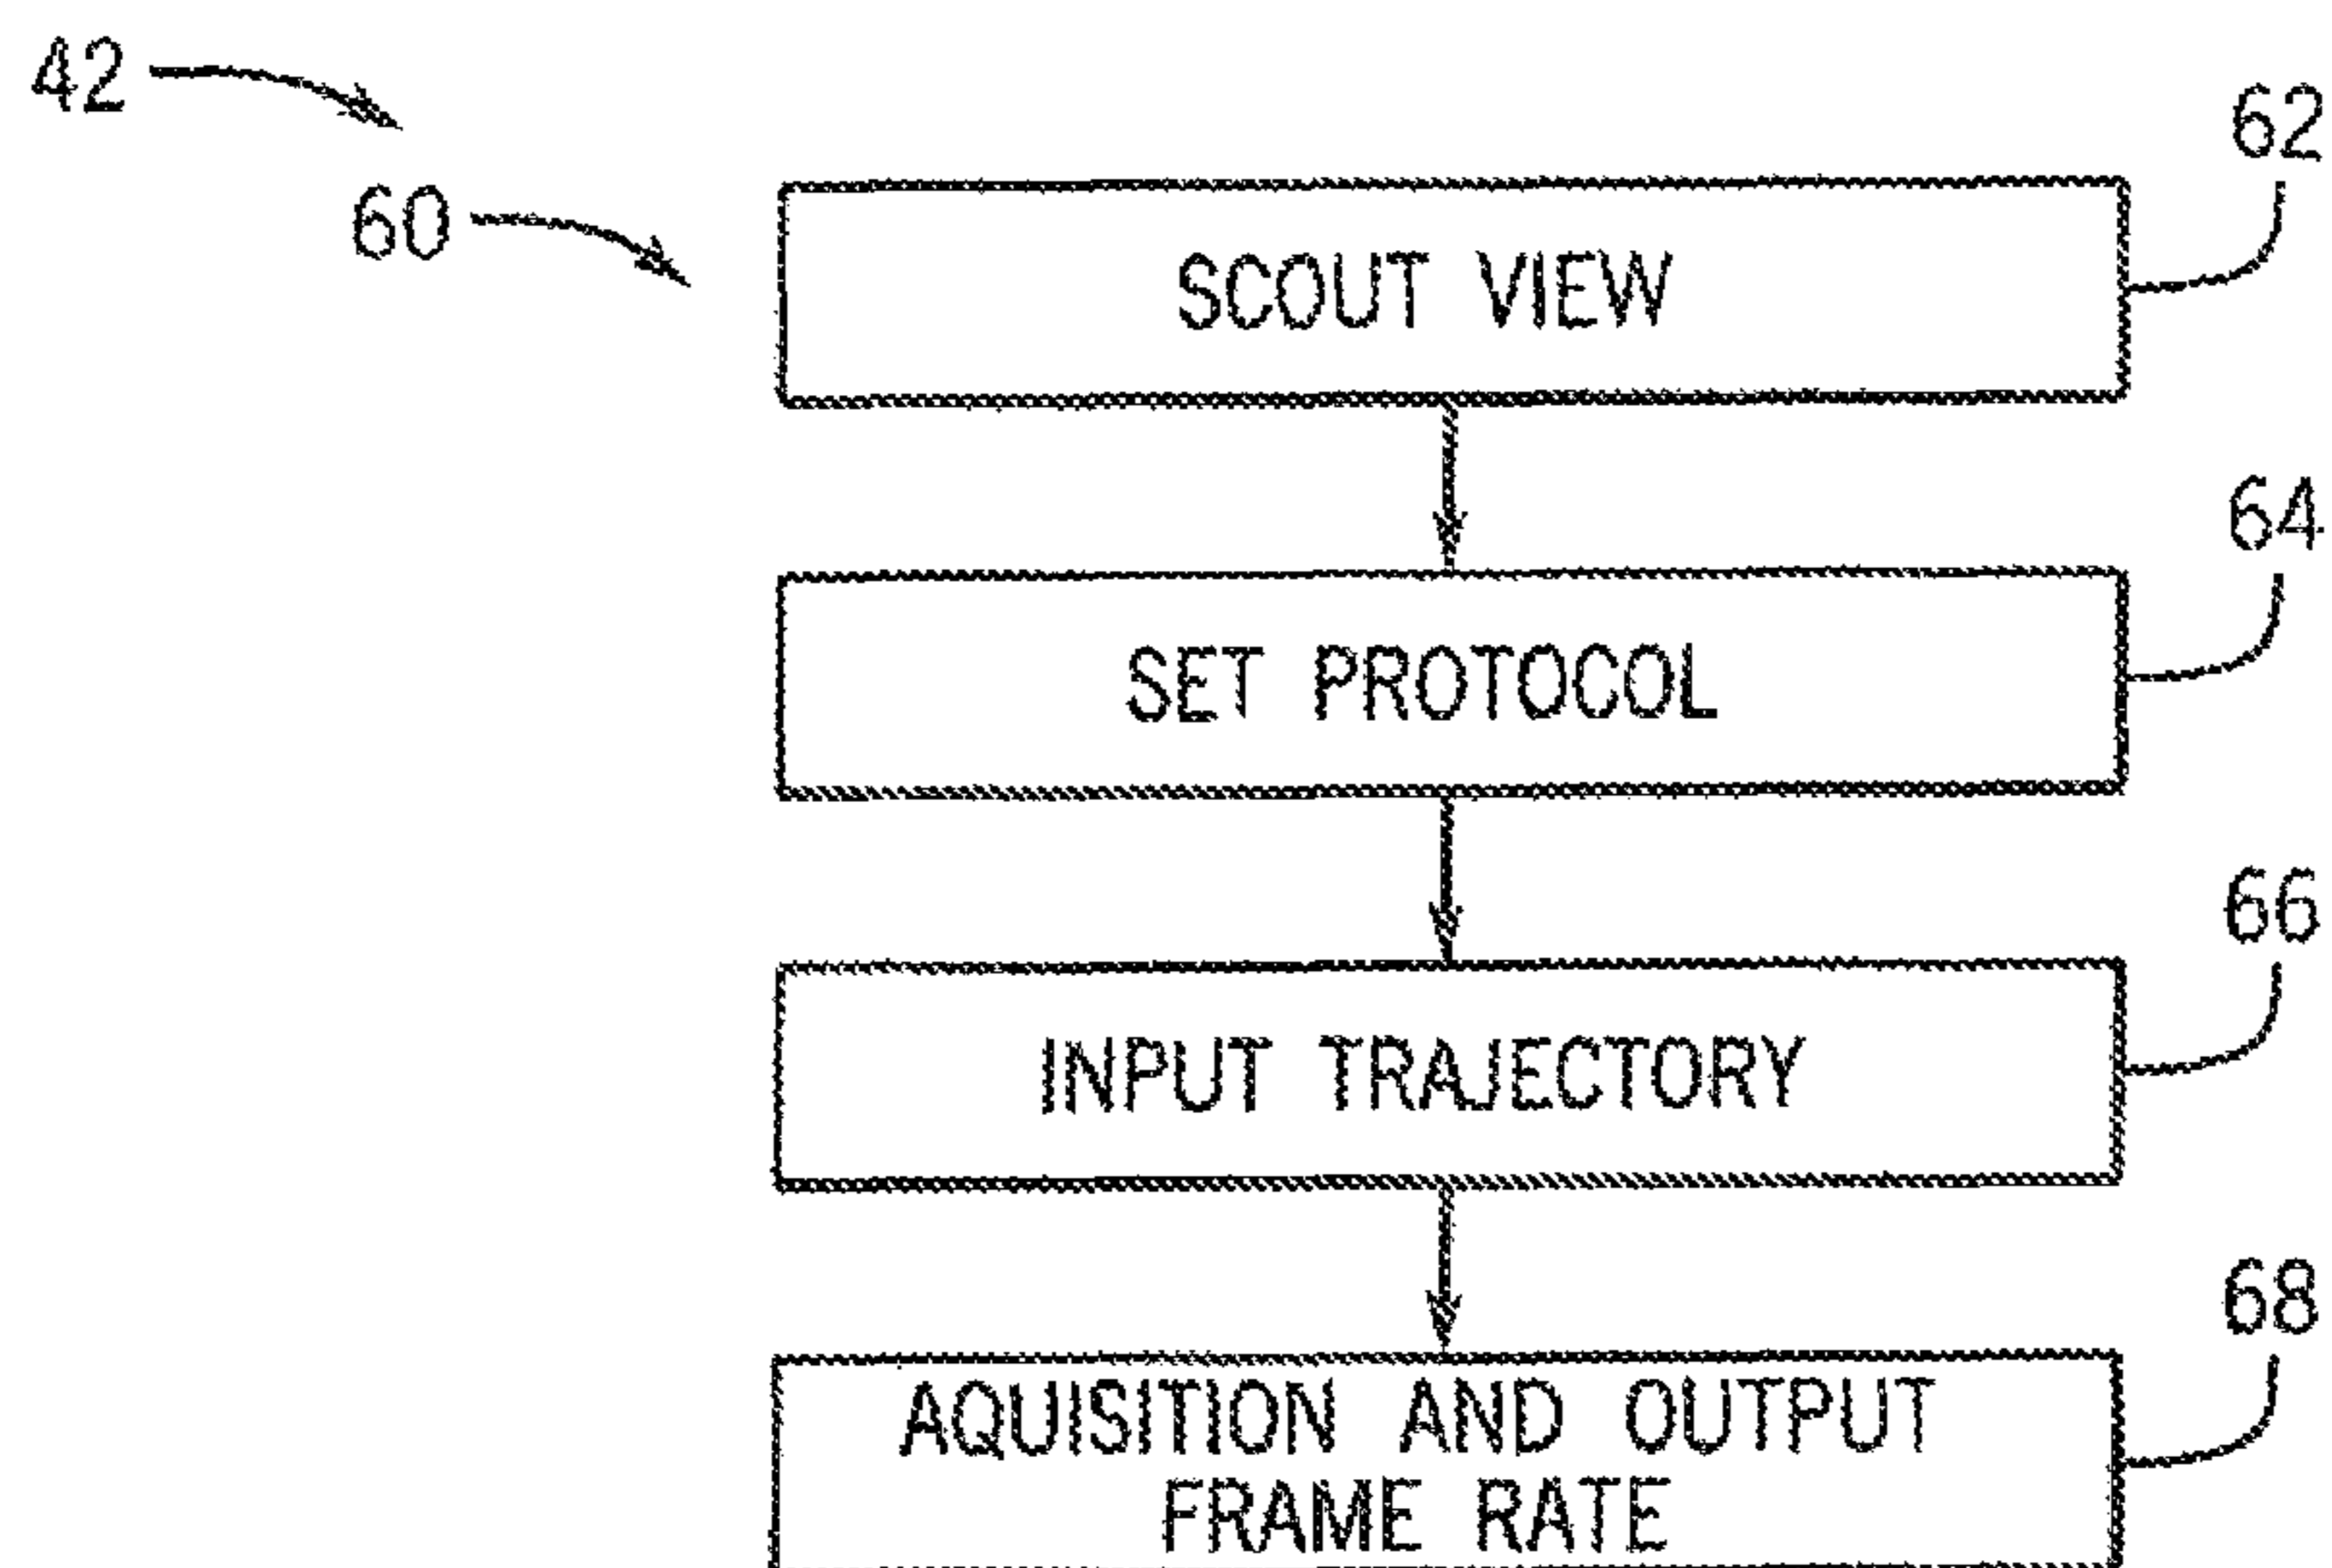 42
60
62
SCOUT VIEW
64
SET PROTOCOL
66
INPUT TRAJECTORY
68
AQUISITION AND OUTPUT
FRAME RATE